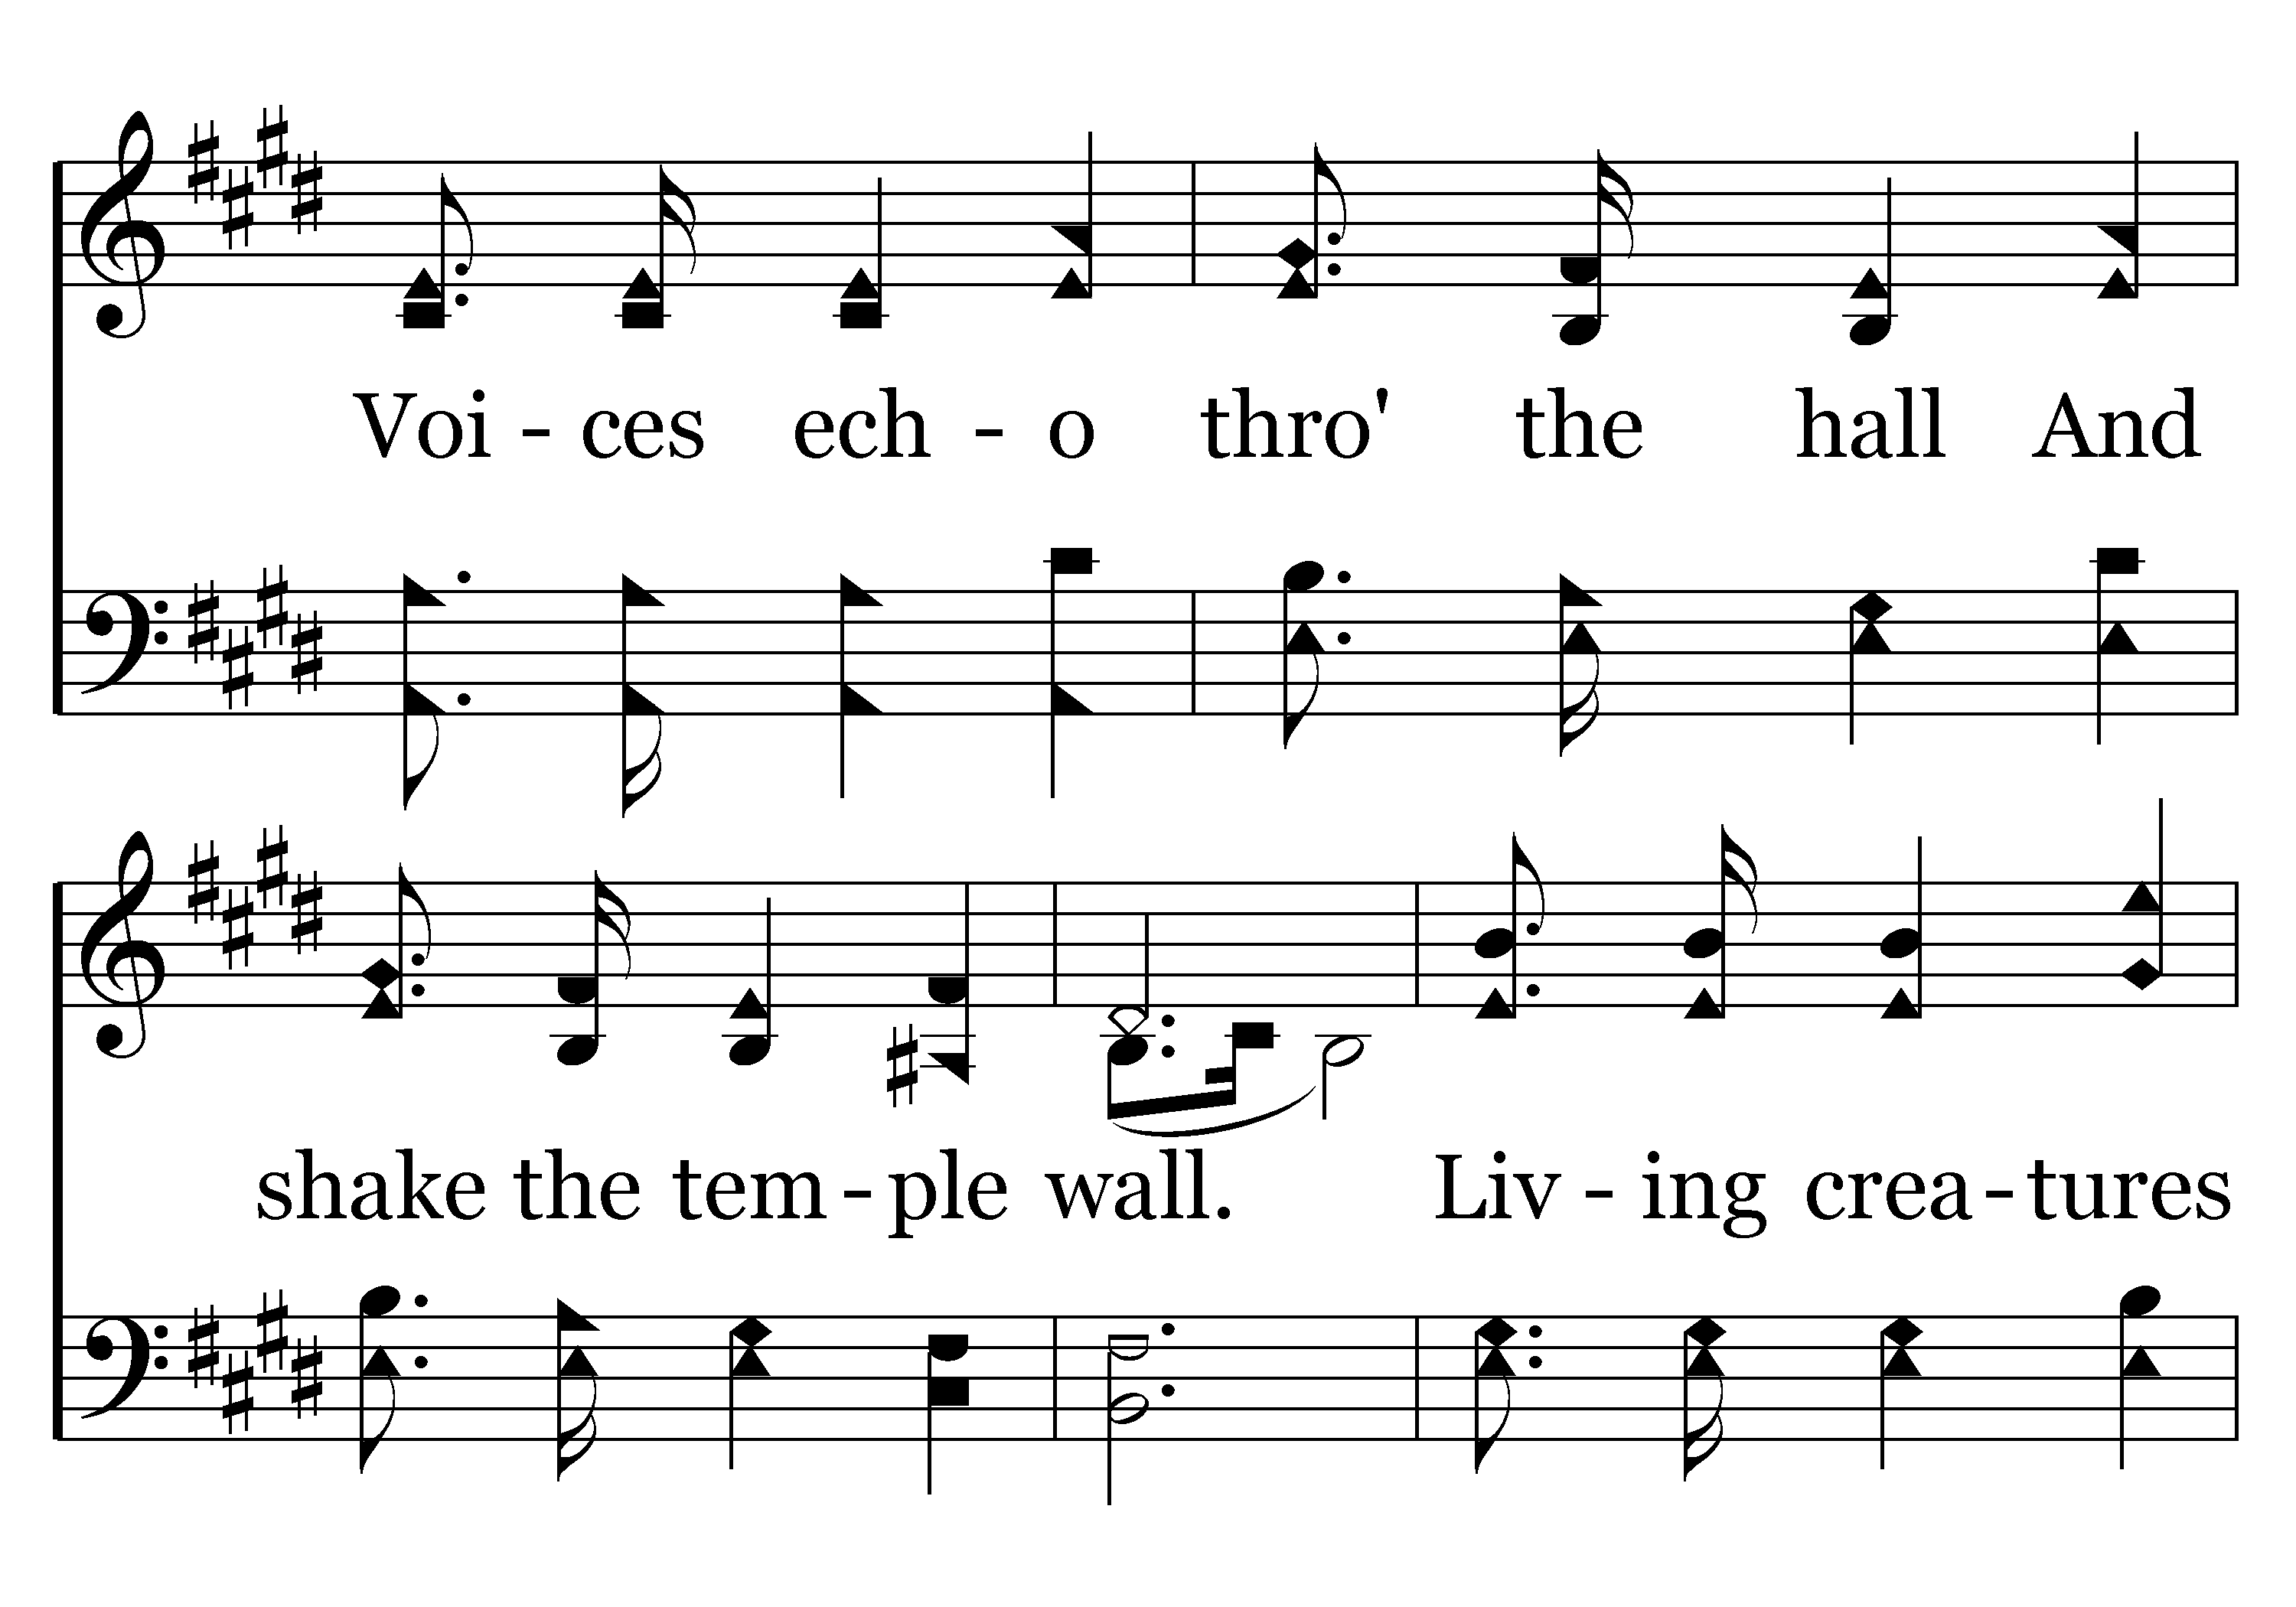 Voi - ces ech - o thro' the hall And
shake the tem - ple wall. Liv - ing crea - tures